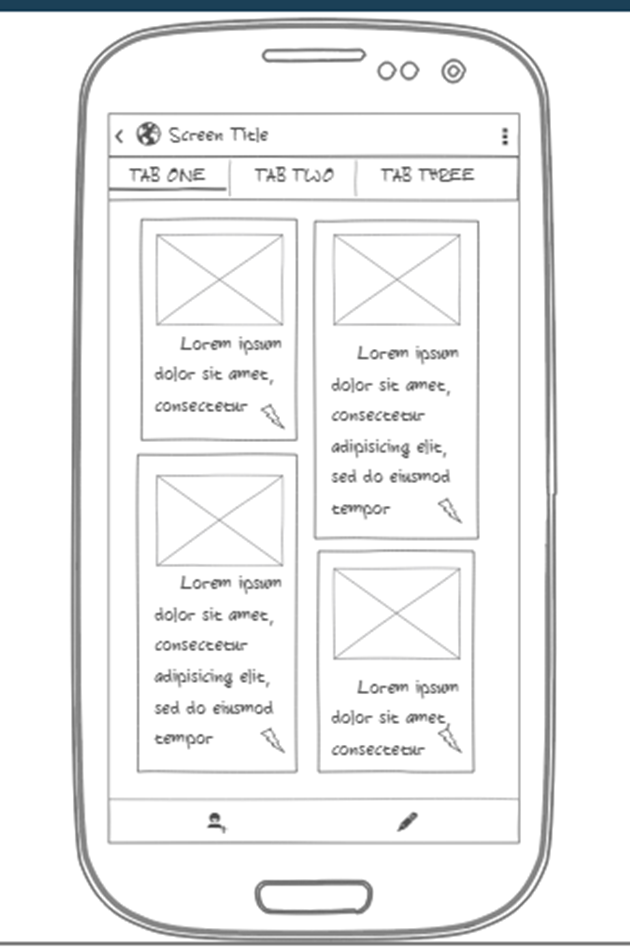 Screen Title
TAB ONE
TAB TWO
TAB THREE
Lorem ipsum
dolor sit amet,
consectetur
Lorem ipsum
dolor sit amet,
consectetur
adipisicing elit,
sed do eiusmod
tempor
Lorem ipsum
dolor sit amet,
consectetur
adipisicing elit,
sed do eiusmod
tempor
Lorem ipsum
dolor sit amet,
consectetur